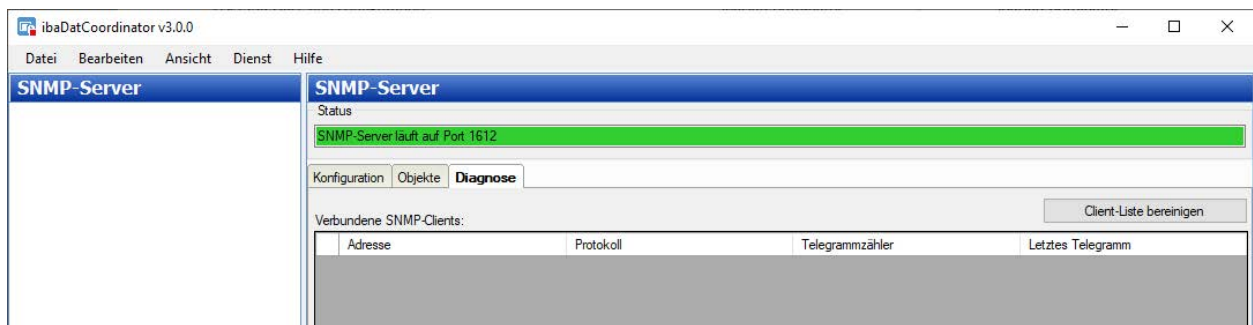 ibaDatCoordinator v3.0.0
Datei Bearbeiten Ansicht Dienst Hilfe
SNMP-Server
SNMP-Server
Status
SNMP-Server läuft auf Port 1612
Konfiguration Objekte Diagnose
Client-Liste bereinigen
Verbundene SNMP-Clients:
Adresse Protokoll Telegrammzähler Letztes Telegramm